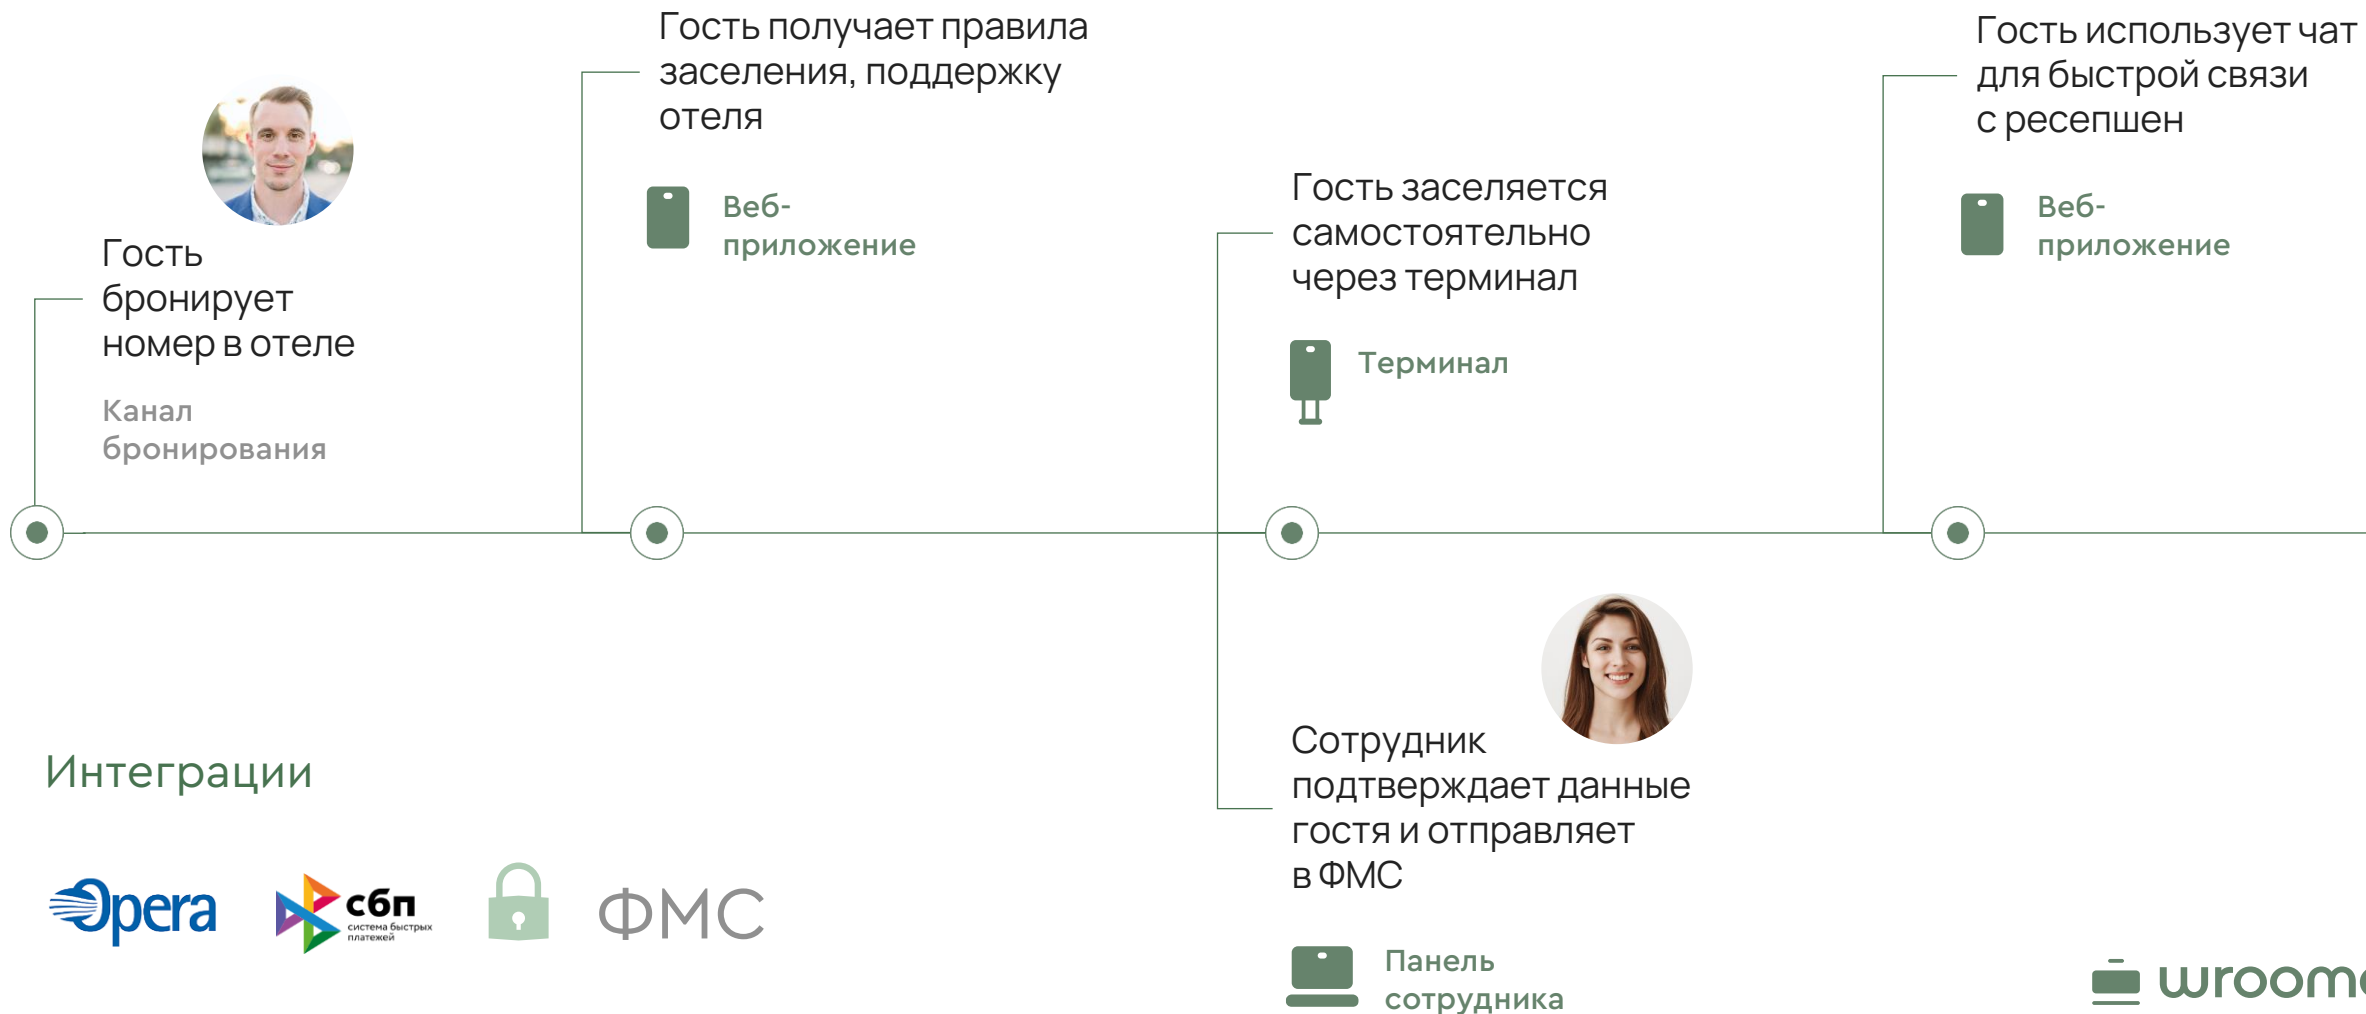 Гость получает правила
заселения, поддержку
отеля
Веб-
приложение
Гость использует чат
для быстрой связи
с ресепшен
Веб-
приложение
Гость заселяется
самостоятельно
через терминал
Терминал
Гость
бронирует
номер в отеле
Канал
бронирования
Сотрудник
подтверждает данные
гостя и отправляет
в ФМС
Панель
сотрудника
Интеграции
Opera
сбп
система быстрых
платежей
ФМС